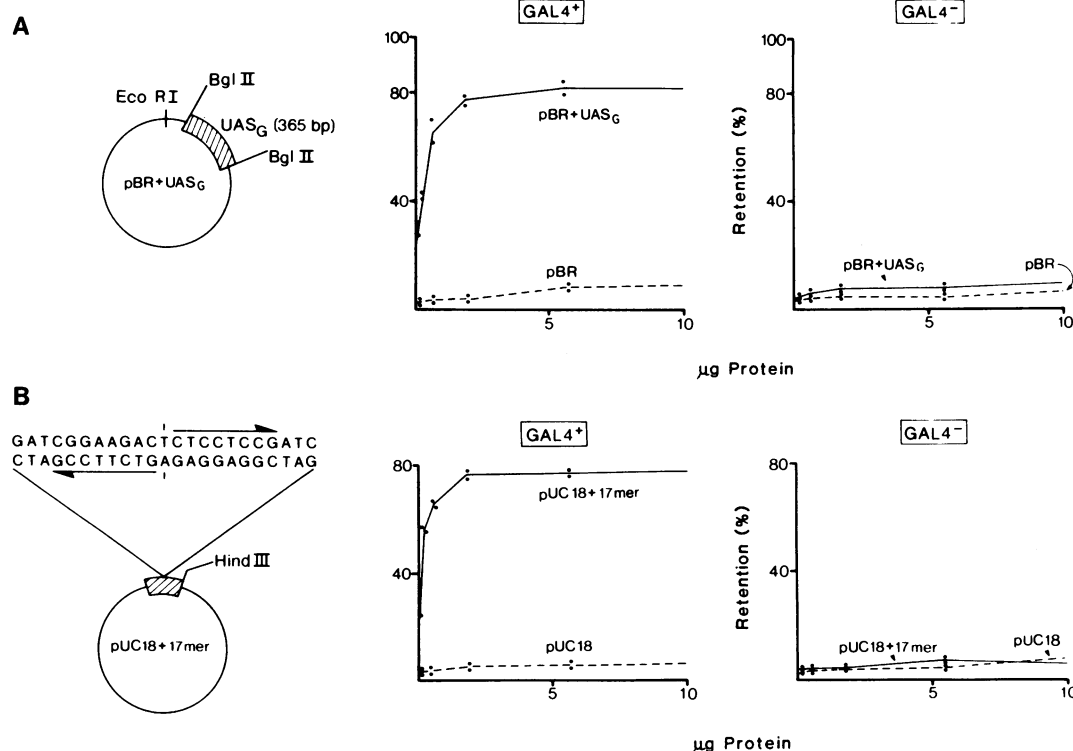 A
GAL4+
GAL4-
Bgl II
Eco RI
UASG (365 bp)
Bgl II
pBR+UASG
100
80
40
pBR+UASG
pBR
5
10
Retention (%)
100
80
40
pBR+UASG
pBR
5
10
µg Protein
B
GATCGGAAGACTCTCCTCCGATC
CTAGCCTTCTGAGAGGAGGCTAG
Hind III
pUC18+17mer
GAL4+
80
40
pUC18+17mer
pUC18
5
10
GAL4-
Retention (%)
80
40
pUC18+17mer
pUC18
5
10
µg Protein